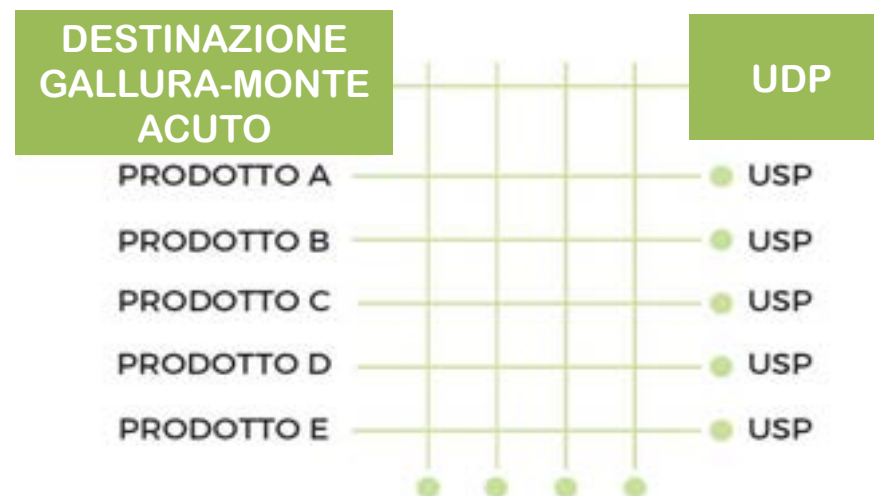 DESTINAZIONE
GALLURA-MONTE
ACUTO
UDP
PRODOTTO A
USP
PRODOTTO B
USP
PRODOTTO C
USP
PRODOTTO D
USP
PRODOTTO E
USP